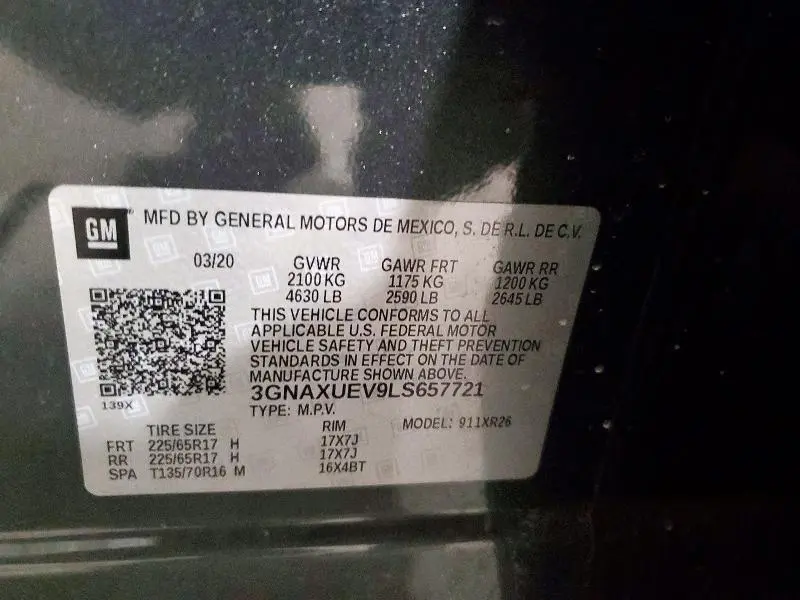 GM MFD BY GENERAL MOTORS DE MEXICO, S. DE R.L. DE C.V.
03/20 GVWR GAWR FRT GAWR RR
2100 KG 1175 KG 1200 KG
4630 LB 2590 LB 2645 LB
THIS VEHICLE CONFORMS TO ALL
APPLICABLE U.S. FEDERAL MOTOR
VEHICLE SAFETY AND THEFT PREVENTION
STANDARDS IN EFFECT ON THE DATE OF
MANUFACTURE SHOWN ABOVE.
3GNAXUEV9LS657721
139X
TYPE: M.P.V. MODEL: 911XR26
TIRE SIZE RIM
FRT 225/65R17 H 17X7J
RR 225/65R17 H 17X7J
SPA T135/70R16 M 16X4BT